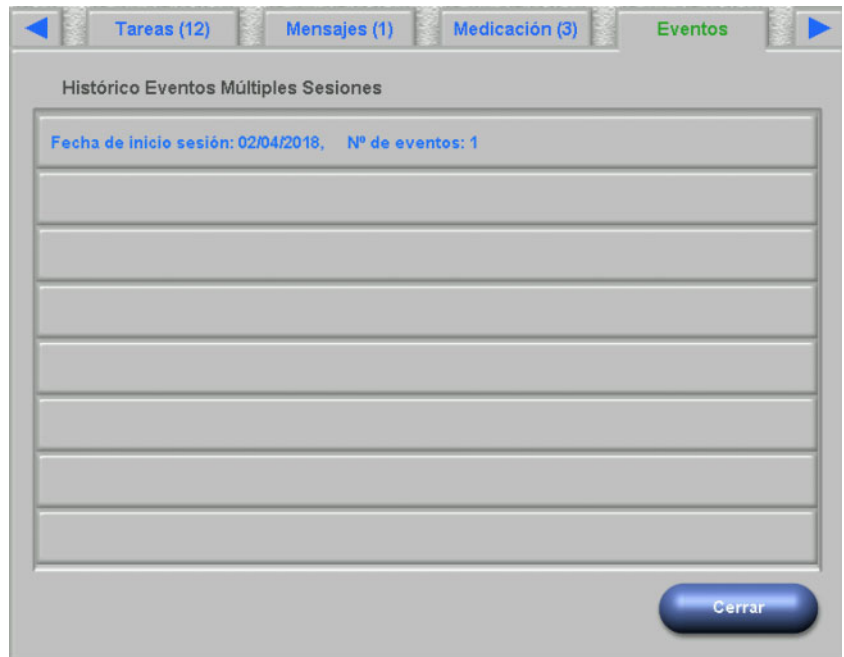 Tareas (12) Mensajes (1) Medicación (3) Eventos
Histórico Eventos Múltiples Sesiones
Fecha de inicio sesión: 02/04/2018, Nº de eventos: 1
Cerrar